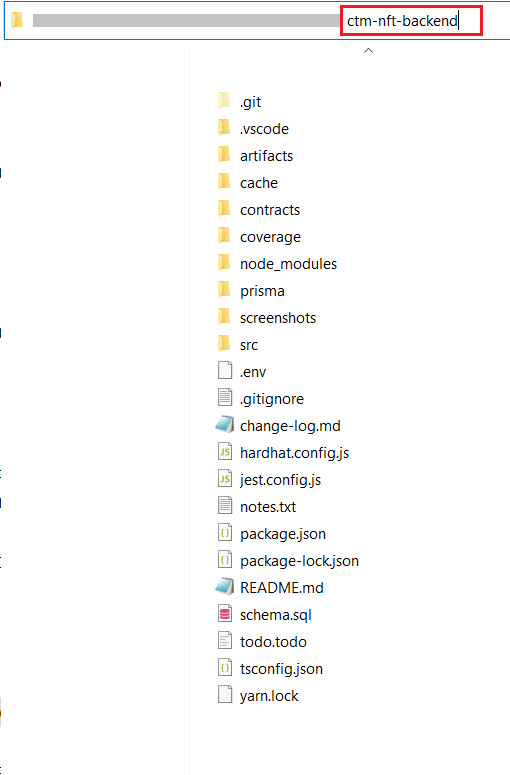 ctm-nft-backend
.git
.vscode
artifacts
cache
contracts
coverage
node_modules
prisma
screenshots
src
.env
.gitignore
change-log.md
hardhat.config.js
jest.config.js
notes.txt
package.json
package-lock.json
README.md
schema.sql
todo.todo
tsconfig.json
yarn.lock